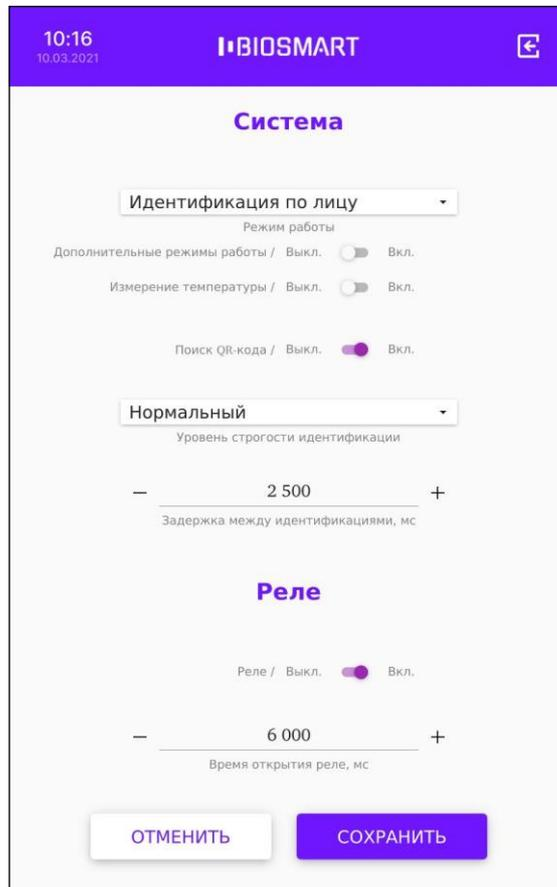 10:16
10.03.2021
BIOSMART
Система
Идентификация по лицу
Режим работы
Дополнительные режимы работы / Выкл. Вкл.
Измерение температуры / Выкл. Вкл.
Поиск QR-кода / Выкл. Вкл.
Нормальный
Уровень строгости идентификации
− 2 500 +
Задержка между идентификациями, мс
Реле
Реле / Выкл. Вкл.
− 6 000 +
Время открытия реле, мс
ОТМЕНИТЬ СОХРАНИТЬ